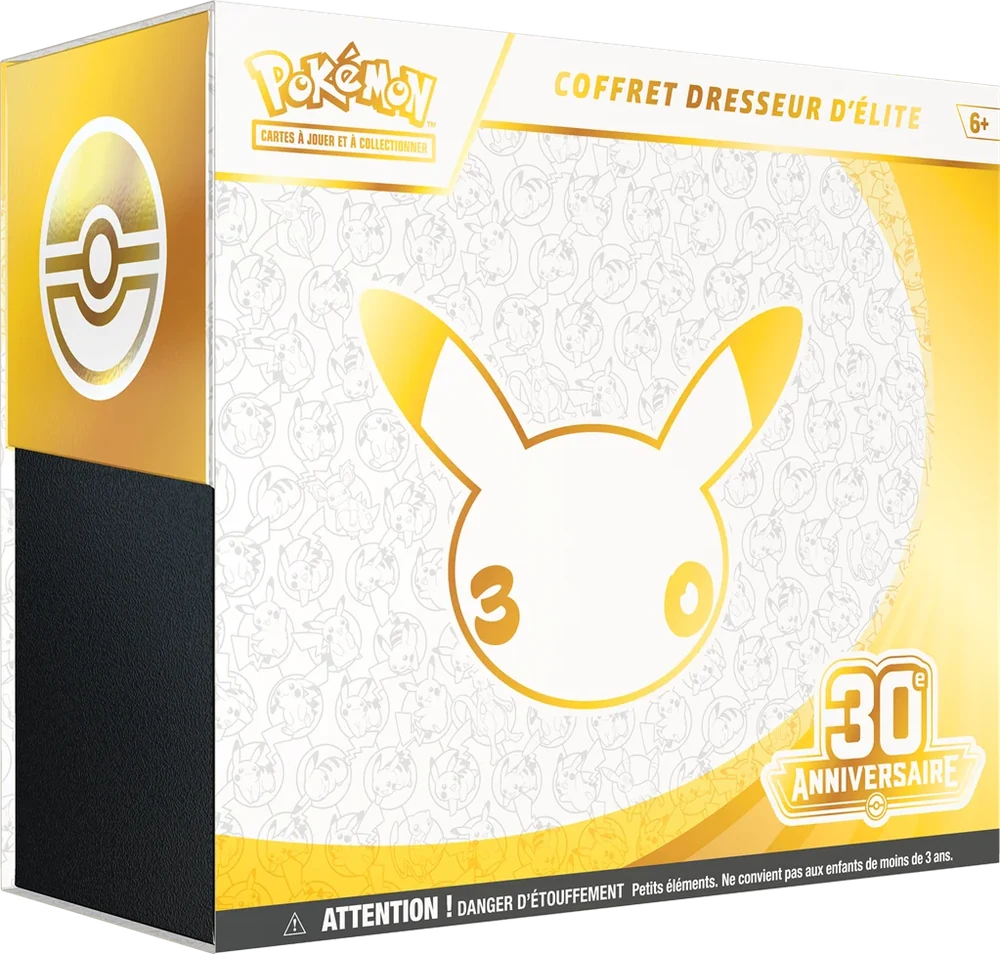 POKÉMON
CARTES À JOUER ET À COLLECTIONNER
COFFRET DRESSEUR D'ÉLITE
6+
3 0
30e
ANNIVERSAIRE
ATTENTION ! DANGER D'ÉTOUFFEMENT Petits éléments. Ne convient pas aux enfants de moins de 3 ans.